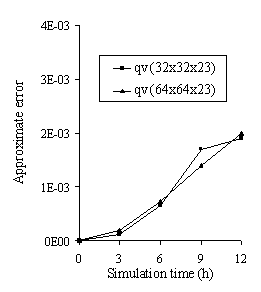 4E-03
3E-03
2E-03
1E-03
0E00
Approximate error
qv(32x32x23)
qv(64x64x23)
0 3 6 9 12
Simulation time (h)